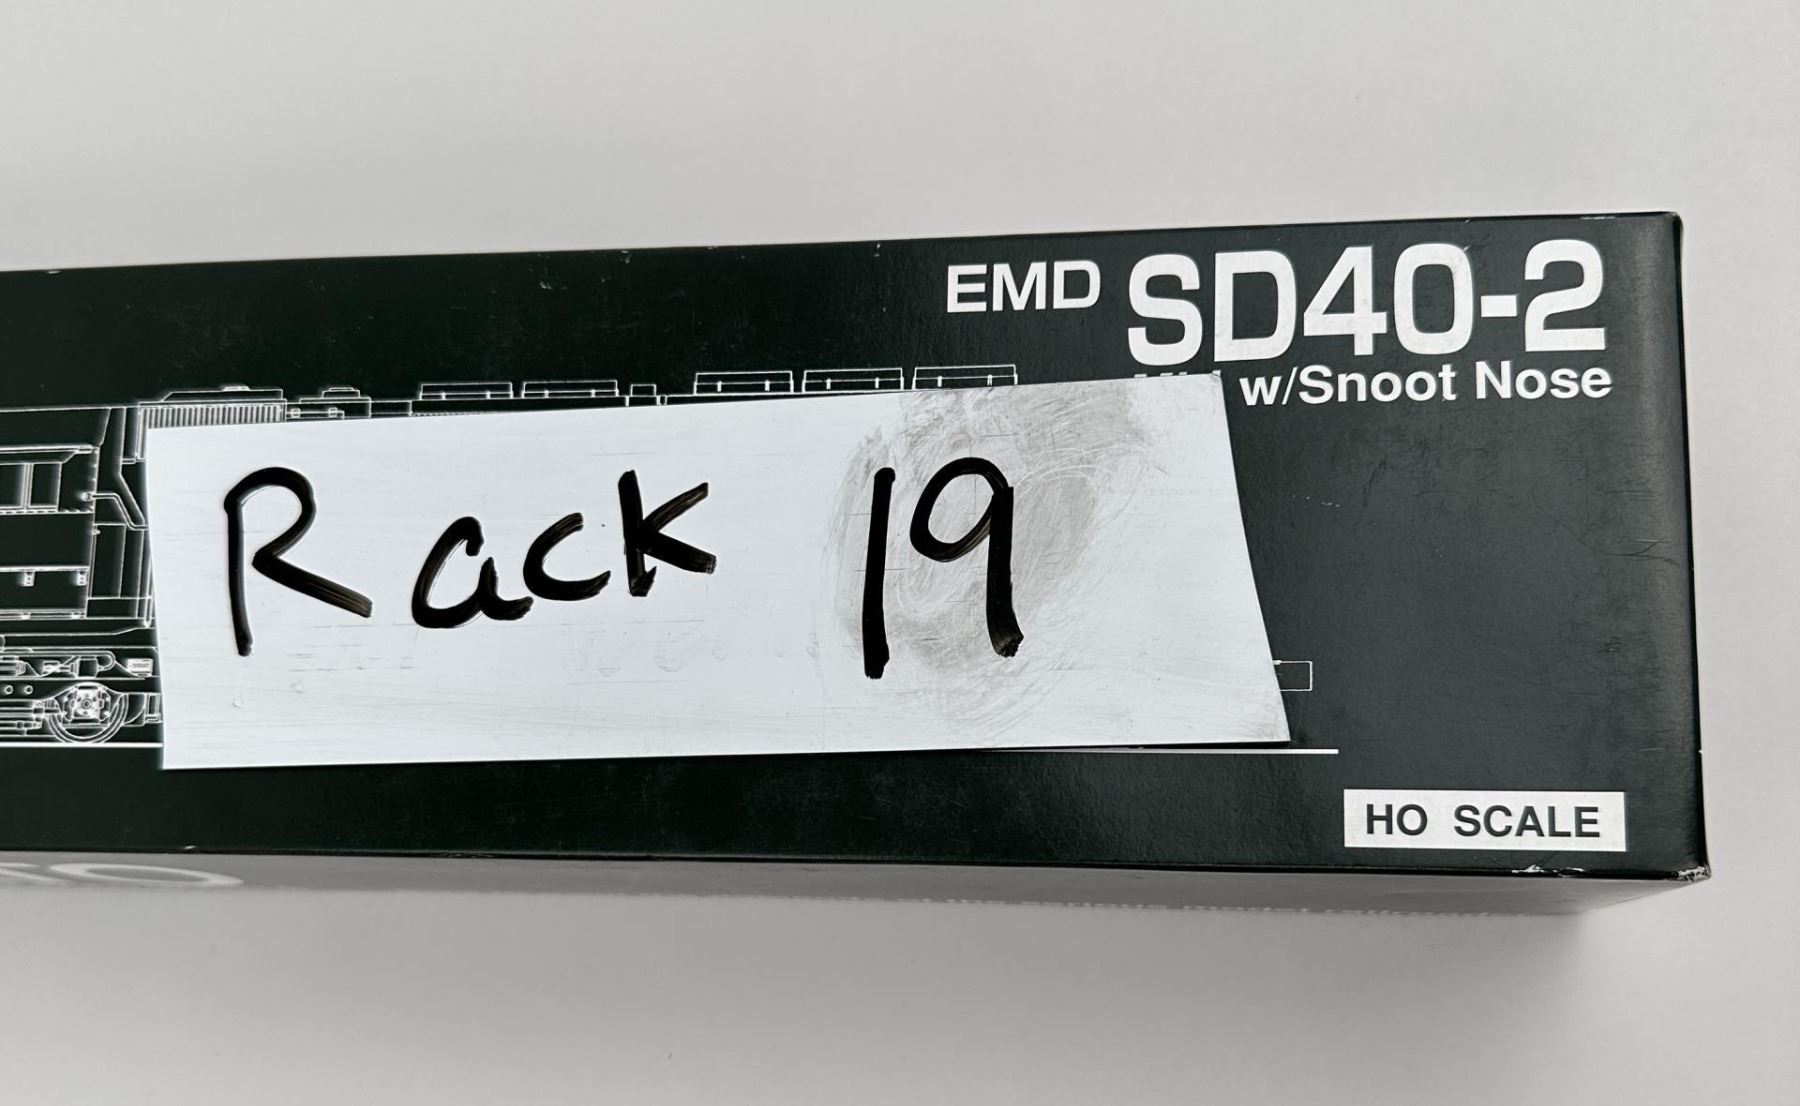 EMD SD40-2
w/Snoot Nose
Rack 19
HO SCALE